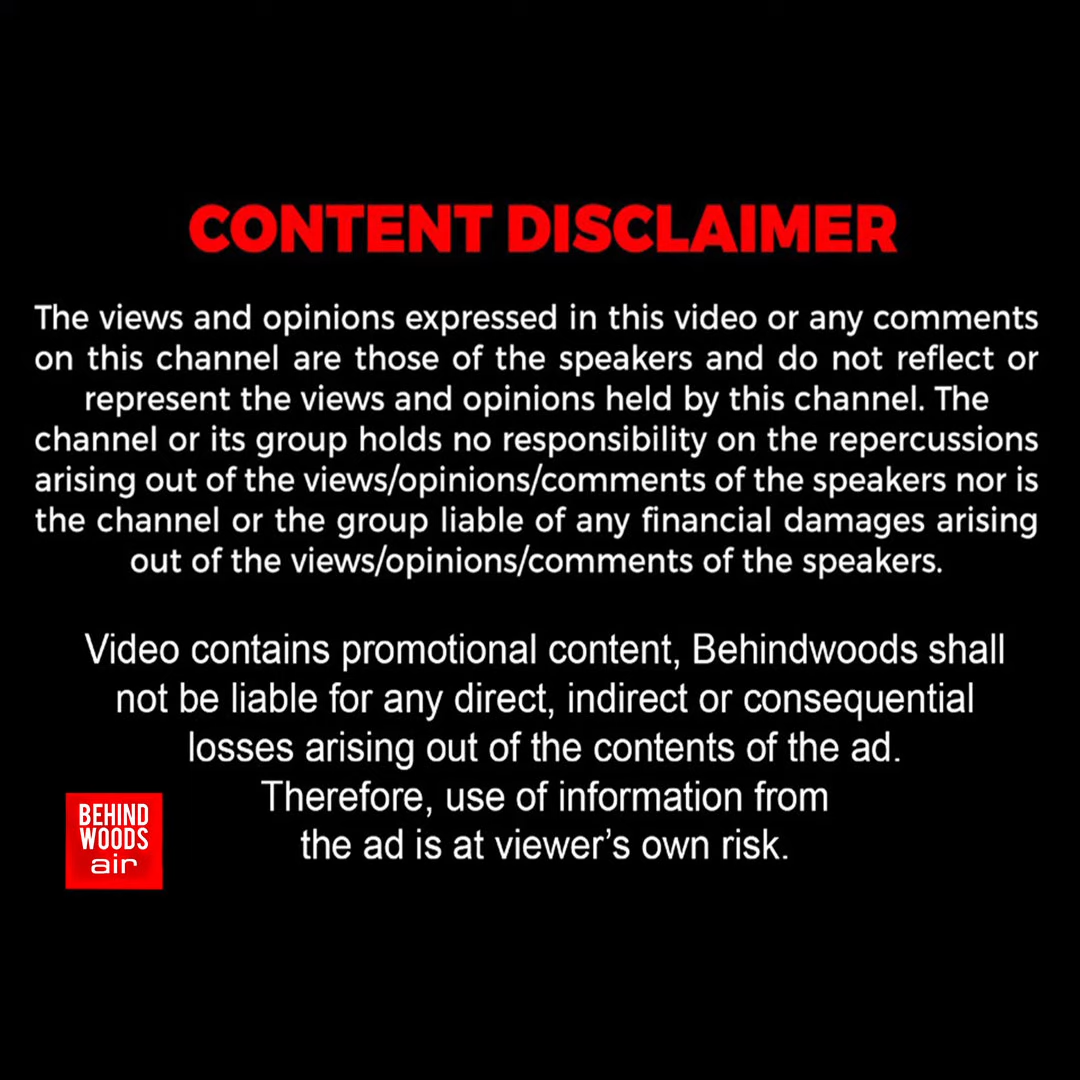 CONTENT DISCLAIMER
The views and opinions expressed in this video or any comments
on this channel are those of the speakers and do not reflect or
represent the views and opinions held by this channel. The
channel or its group holds no responsibility on the repercussions
arising out of the views/opinions/comments of the speakers nor is
the channel or the group liable of any financial damages arising
out of the views/opinions/comments of the speakers.
Video contains promotional content, Behindwoods shall
not be liable for any direct, indirect or consequential
losses arising out of the contents of the ad.
Therefore, use of information from
the ad is at viewer’s own risk.
BEHIND
WOODS
air